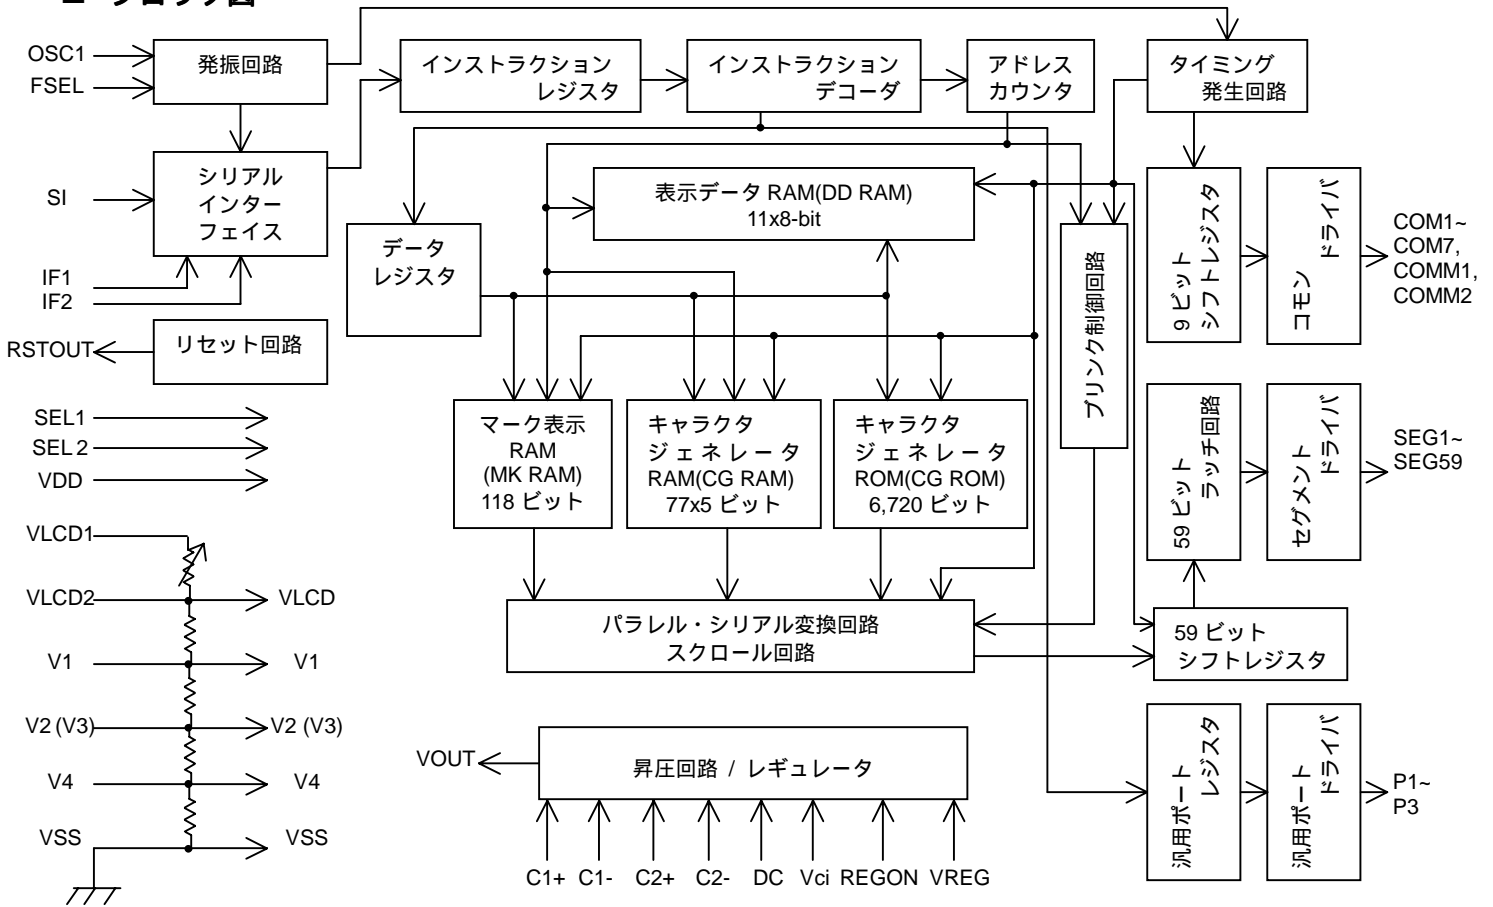 ■ ブロック図
OSC1
FSEL
発振回路
インストラクション
レジスタ
インストラクション
デコーダ
アドレス
カウンタ
タイミング
発生回路
SI
シリアル
インター
フェイス
IF1
IF2
データ
レジスタ
表示データ RAM(DD RAM)
11x8-bit
ブリンク制御回路
9 ビット
シフトレジスタ
コモン
ドライバ
COM1~
COM7,
COMM1,
COMM2
RSTOUT
リセット回路
SEL1
SEL2
VDD
マーク表示
RAM
(MK RAM)
118 ビット
キャラクタ
ジェネレータ
RAM(CG RAM)
77x5 ビット
キャラクタ
ジェネレータ
ROM(CG ROM)
6,720 ビット
59 ビット
ラッチ回路
セグメント
ドライバ
SEG1~
SEG59
VLCD1
VLCD2
VLCD
V1
V1
V2 (V3)
V2 (V3)
V4
V4
VSS
VSS
パラレル・シリアル変換回路
スクロール回路
59 ビット
シフトレジスタ
VOUT
昇圧回路 / レギュレータ
C1+ C1- C2+ C2- DC Vci REGON VREG
汎用ポート
レジスタ
汎用ポート
ドライバ
P1~
P3